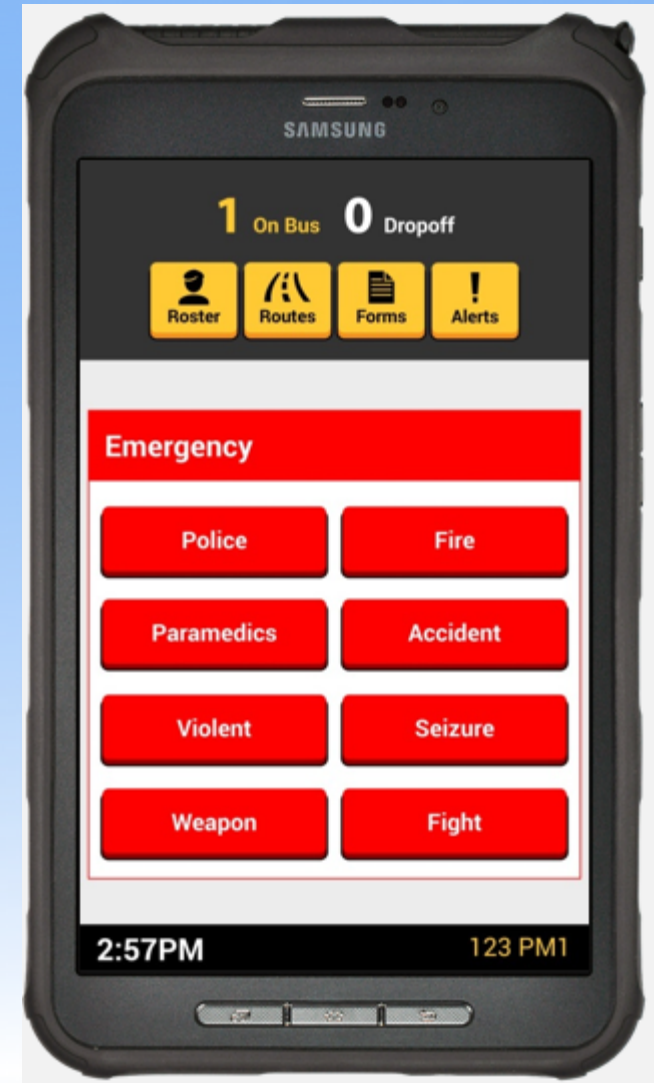 SAMSUNG
1 On Bus 0 Dropoff
Roster Routes Forms Alerts
Emergency
Police Fire
Paramedics Accident
Violent Seizure
Weapon Fight
2:57PM 123 PM1